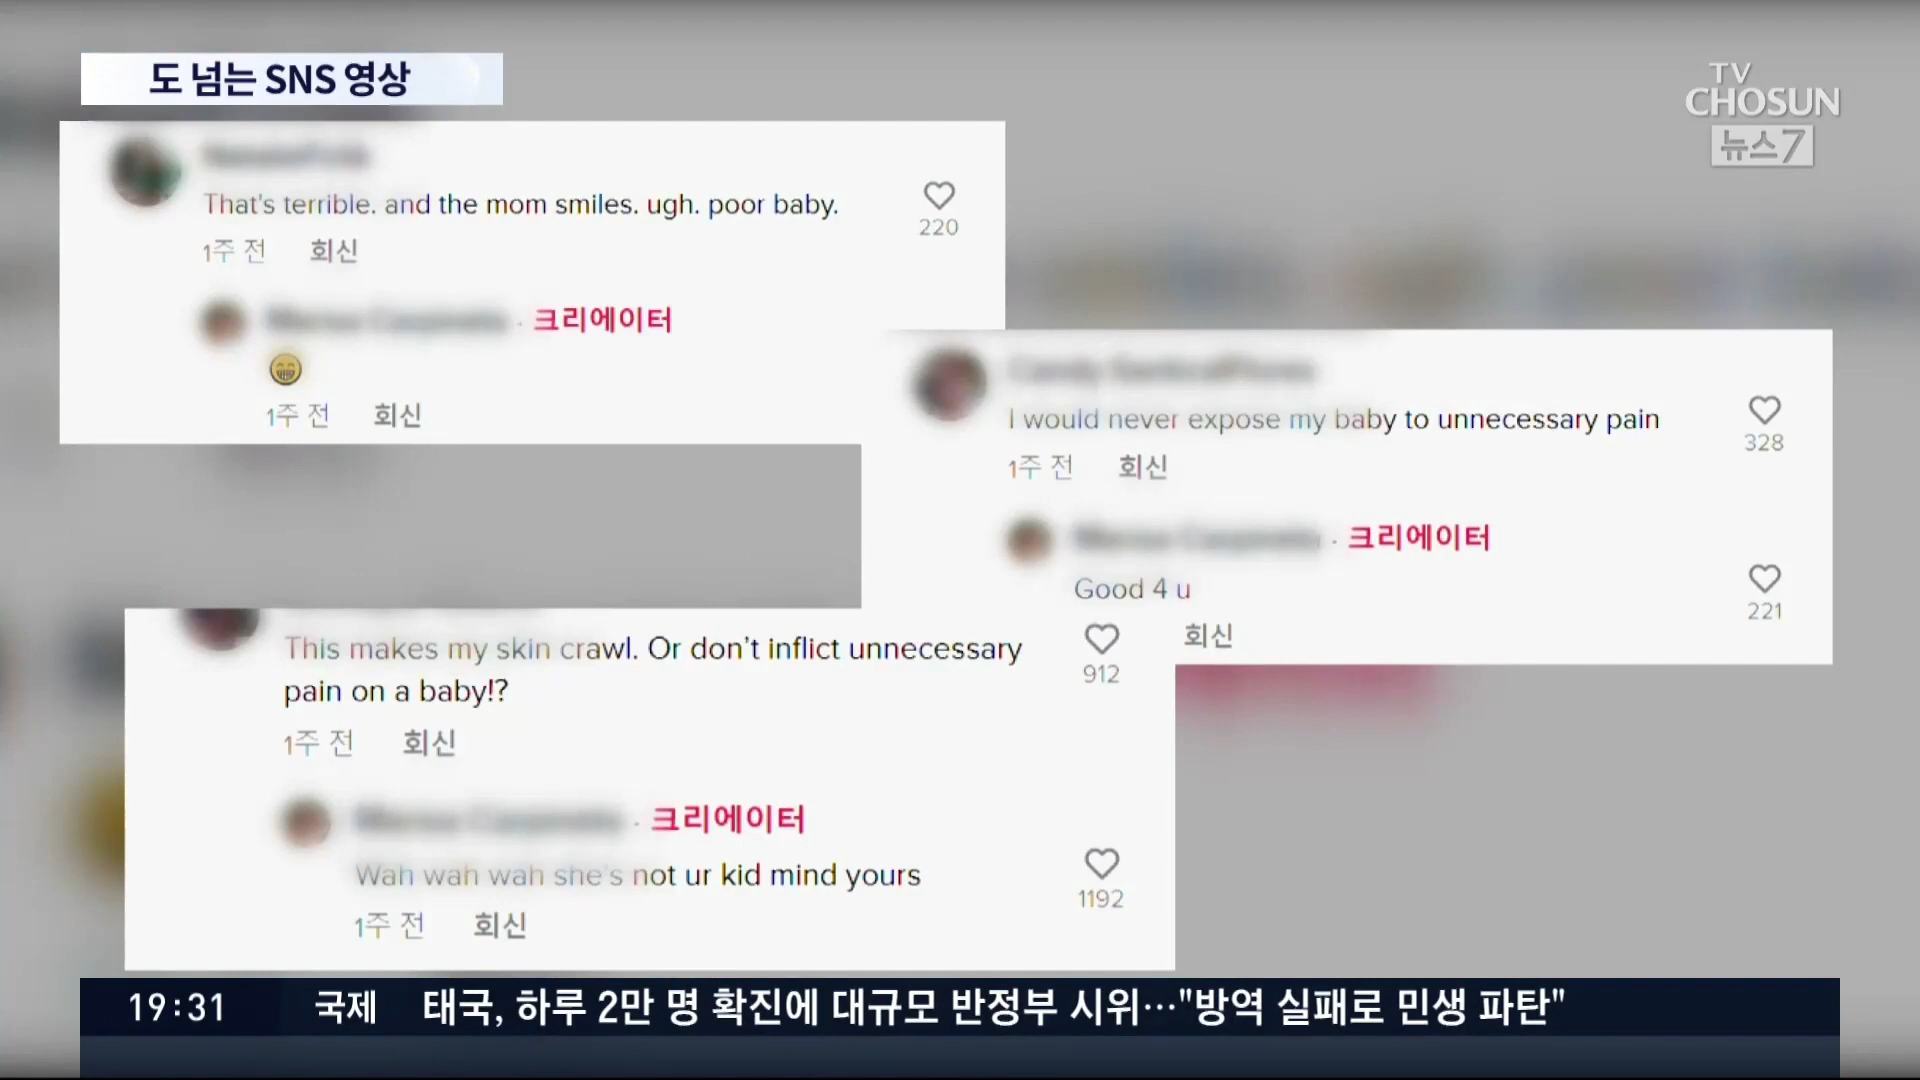 도 넘는 SNS 영상
TV
CHOSUN
뉴스7
That's terrible. and the mom smiles. ugh. poor baby.
220
1주 전 회신
크리에이터
1주 전 회신
I would never expose my baby to unnecessary pain
328
1주 전 회신
· 크리에이터
Good 4 u
221
회신
This makes my skin crawl. Or don't inflict unnecessary
pain on a baby!?
912
1주 전 회신
· 크리에이터
Wah wah wah she's not ur kid mind yours
1192
1주 전 회신
19:31 국제 태국, 하루 2만 명 확진에 대규모 반정부 시위…"방역 실패로 민생 파탄"